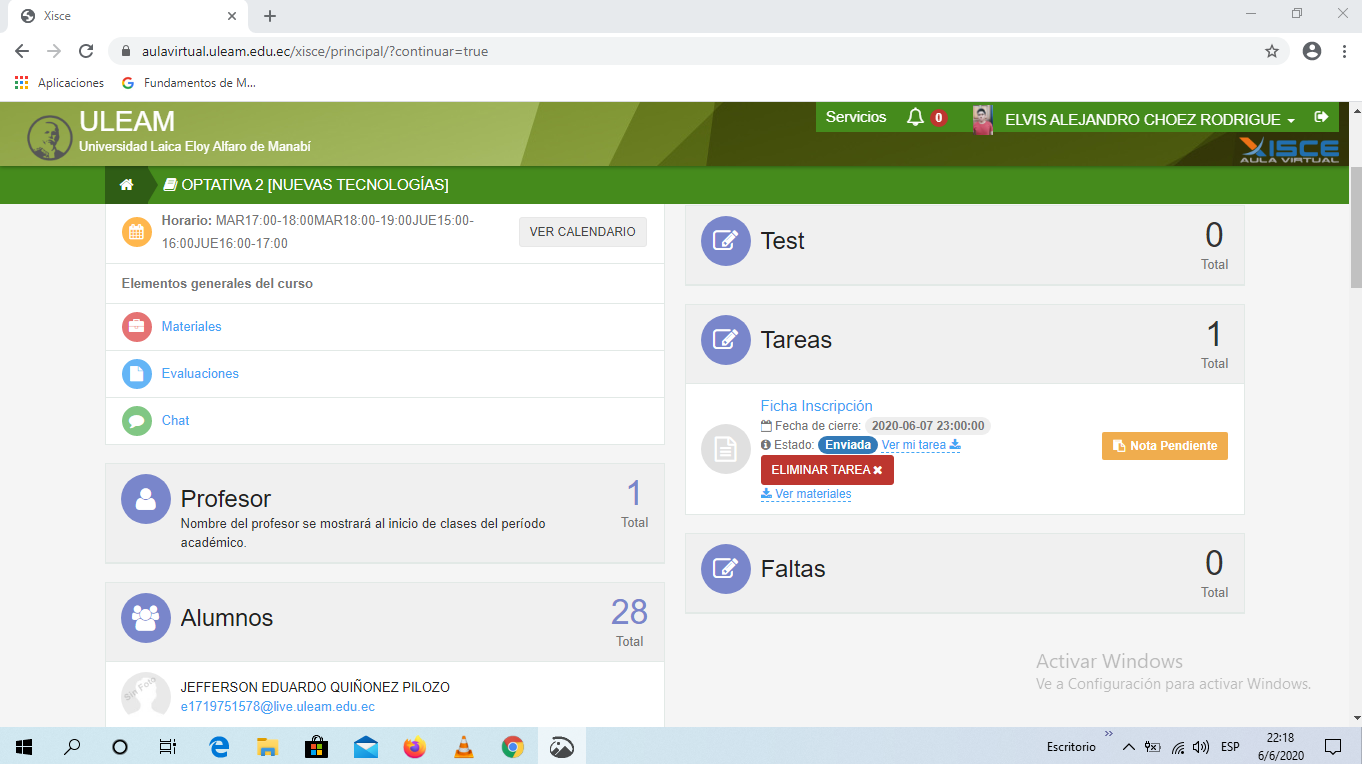 Xisce
aulavirtual.uleam.edu.ec/xisce/principal/?continuar=true
Aplicaciones
Fundamentos de M...
ULEAM
Universidad Laica Eloy Alfaro de Manabí
Servicios
0
ELVIS ALEJANDRO CHOEZ RODRIGUE
XISCE
AULA VIRTUAL
OPTATIVA 2 [NUEVAS TECNOLOGÍAS]
Horario: MAR17:00-18:00MAR18:00-19:00JUE15:00-
16:00JUE16:00-17:00
VER CALENDARIO
Elementos generales del curso
Materiales
Evaluaciones
Chat
Profesor
Nombre del profesor se mostrará al inicio de clases del período
académico.
1
Total
Alumnos
28
Total
Sin Foto
JEFFERSON EDUARDO QUIÑONEZ PILOZO
e1719751578@live.uleam.edu.ec
Test
0
Total
Tareas
1
Total
Ficha Inscripción
Fecha de cierre: 2020-06-07 23:00:00
Estado: Enviada Ver mi tarea
ELIMINAR TAREA
Ver materiales
Nota Pendiente
Faltas
0
Total
Activar Windows
Ve a Configuración para activar Windows.
Escritorio
ESP
22:18
6/6/2020